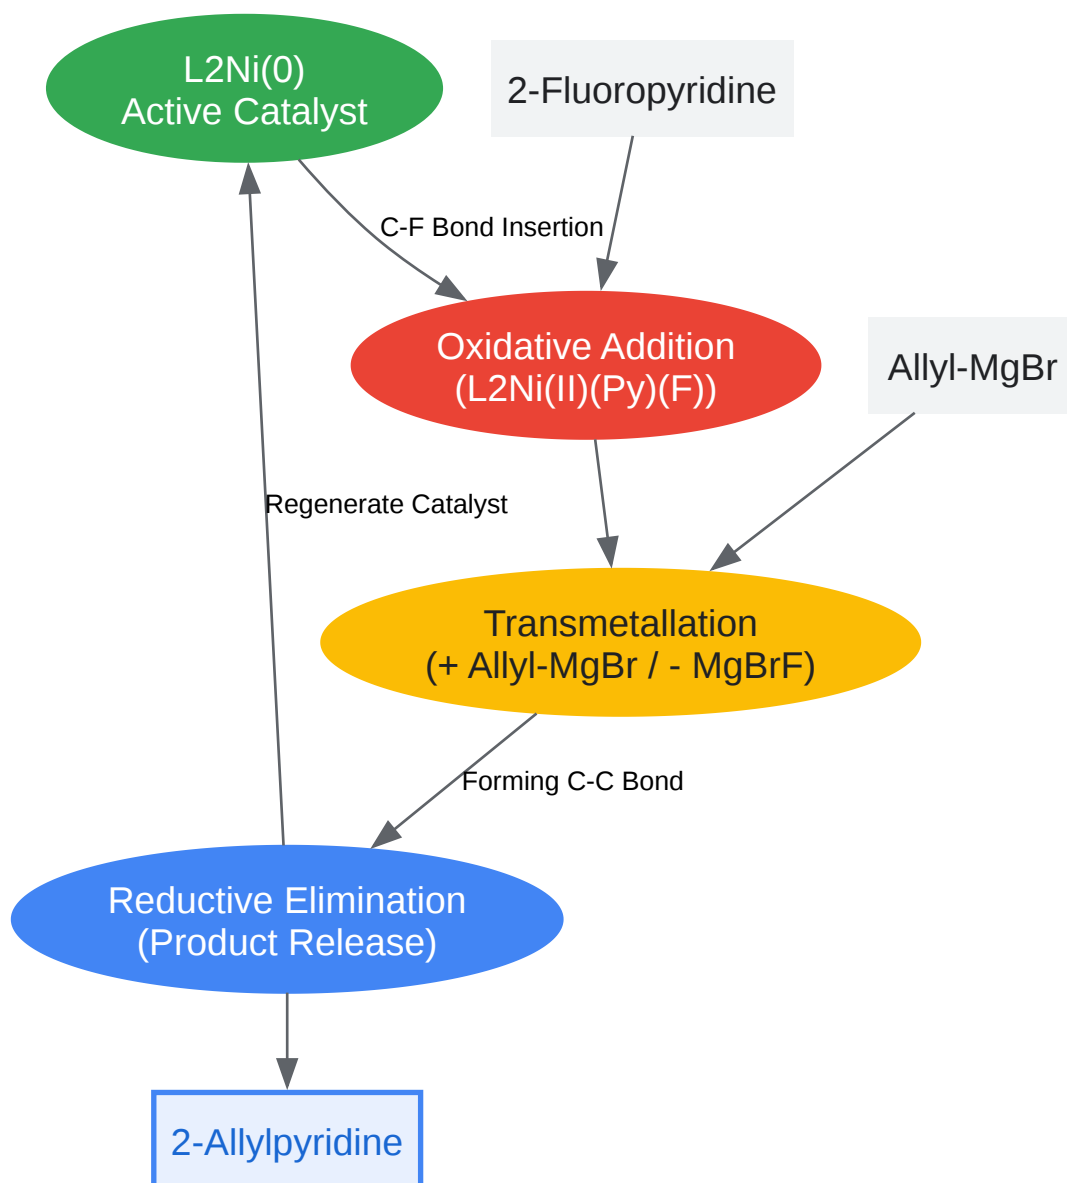 L2Ni(0)
Active Catalyst
2-Fluoropyridine
C-F Bond Insertion
Oxidative Addition
(L2Ni(II)(Py)(F))
Allyl-MgBr
Regenerate Catalyst
Transmetallation
(+ Allyl-MgBr / - MgBrF)
Forming C-C Bond
Reductive Elimination
(Product Release)
2-Allylpyridine